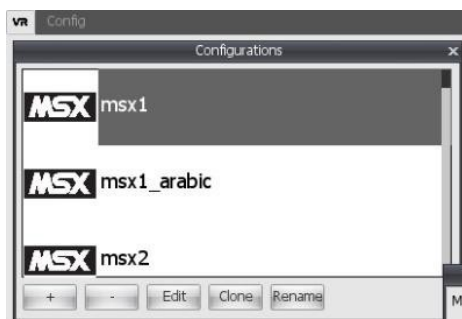 VR Config
Configurations x
MSX msx1
MSX msx1_arabic
MSX msx2
+ - Edit Clone Rename
M